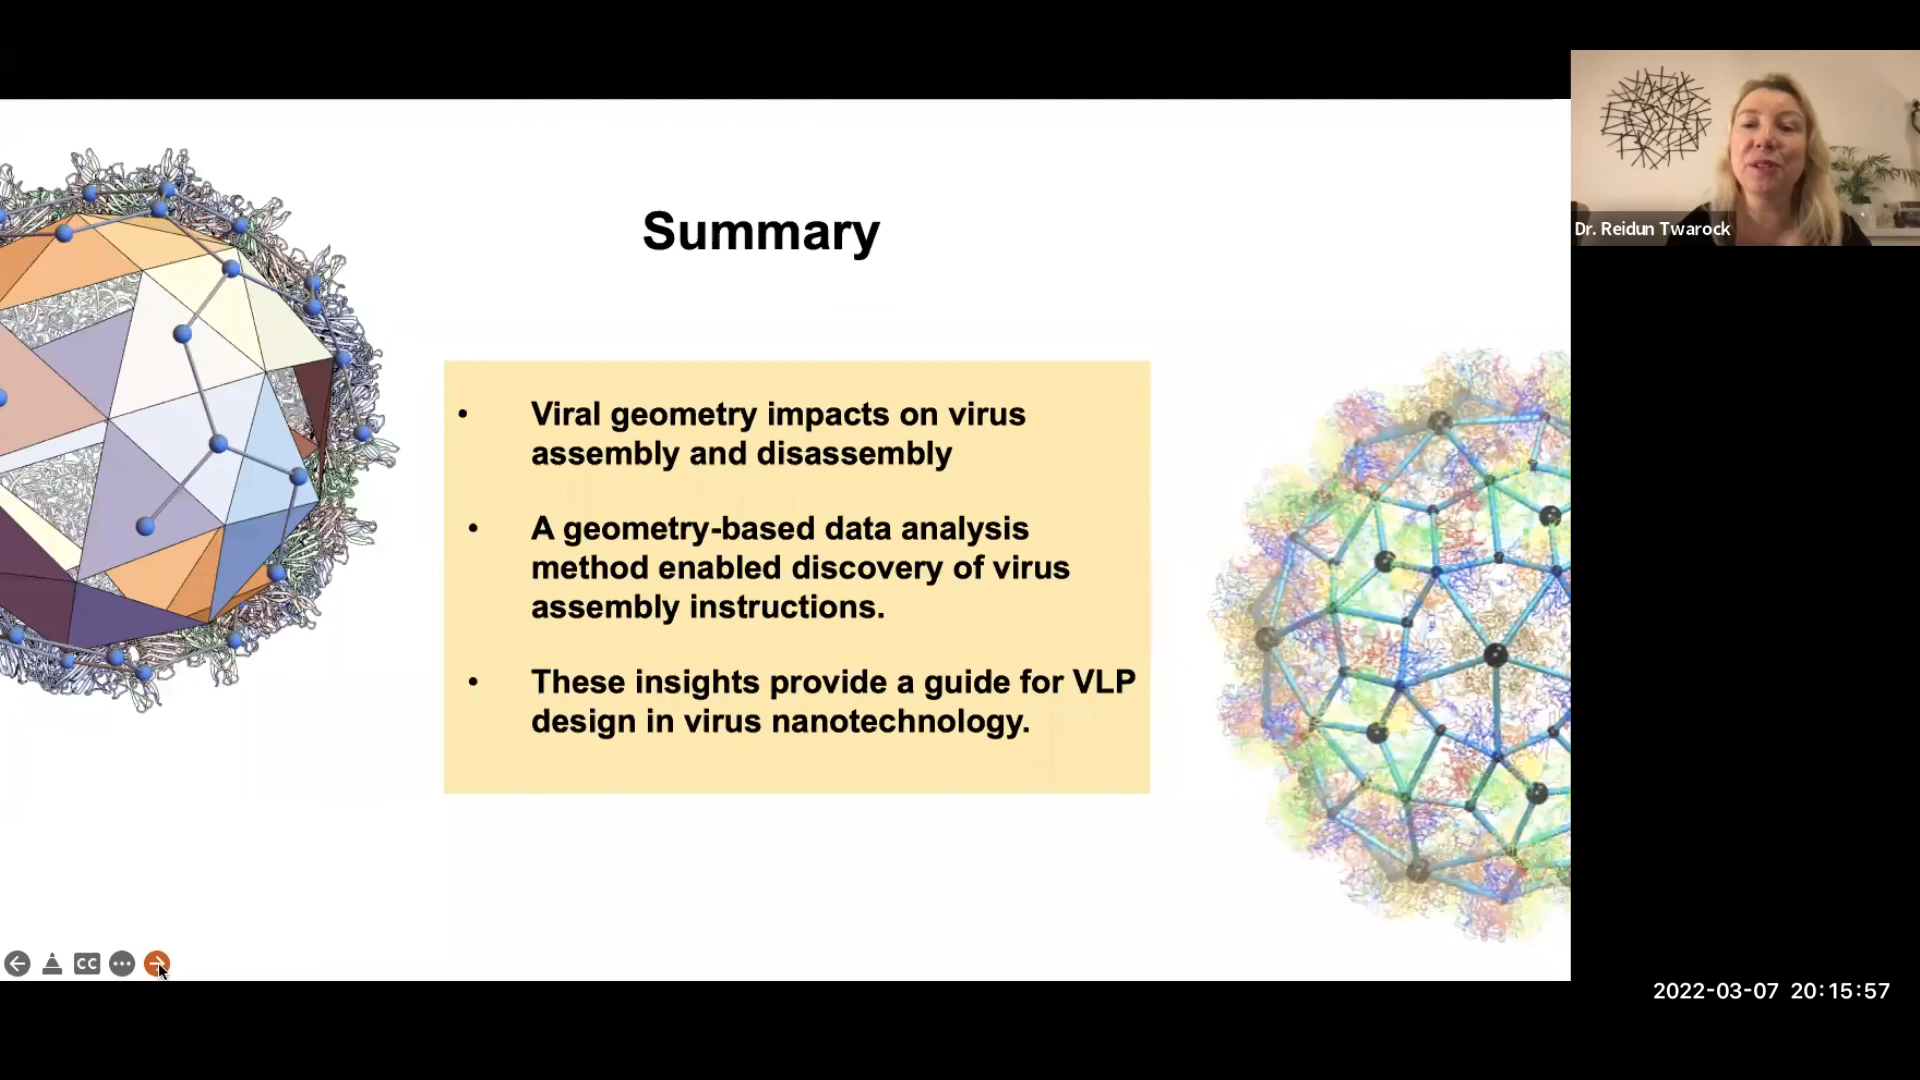 Summary
• Viral geometry impacts on virus
assembly and disassembly
• A geometry-based data analysis
method enabled discovery of virus
assembly instructions.
• These insights provide a guide for VLP
design in virus nanotechnology.
Dr. Reidun Twarock
CC
2022-03-07 20:15:57